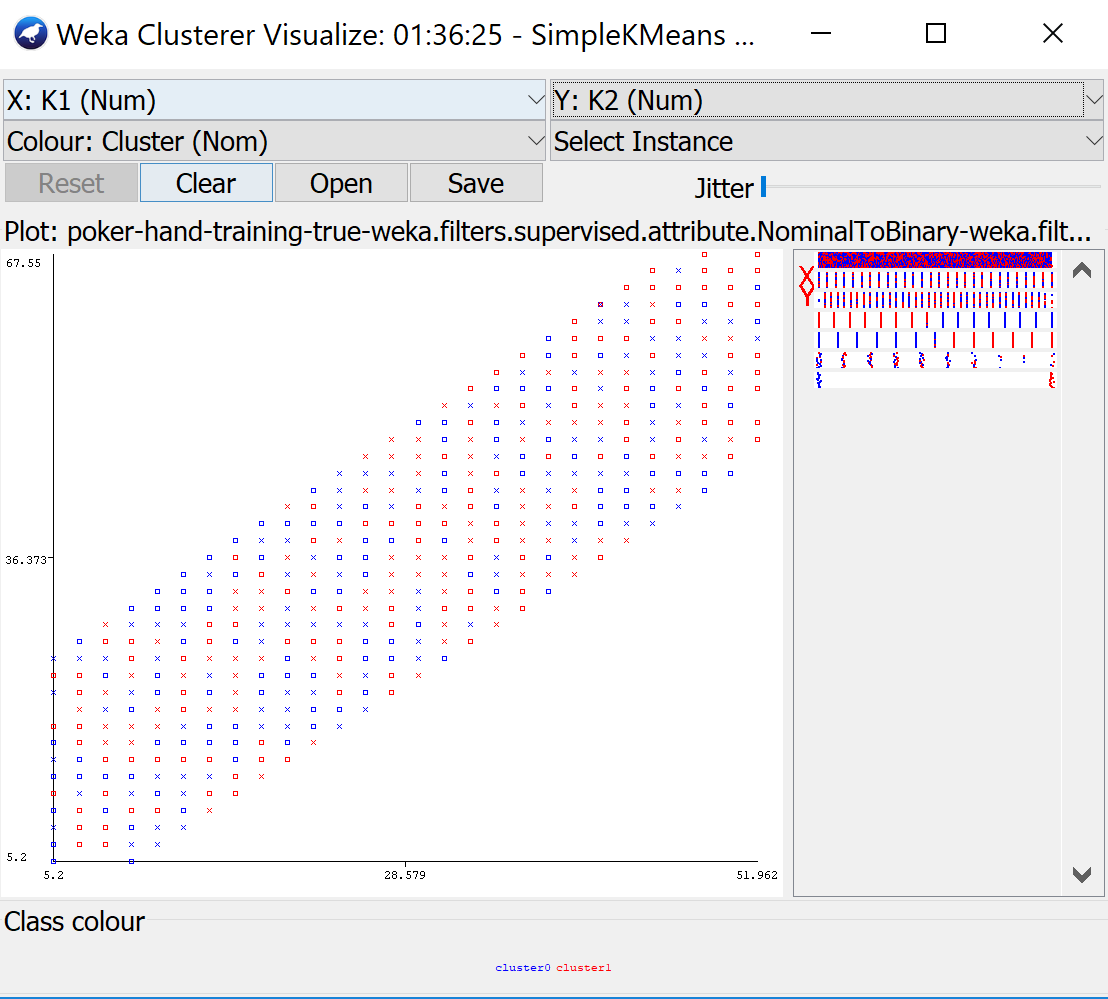 Weka Clusterer Visualize: 01:36:25 - SimpleKMeans ...
X: K1 (Num) Y: K2 (Num)
Colour: Cluster (Nom) Select Instance
Reset Clear Open Save Jitter
Plot: poker-hand-training-true-weka.filters.supervised.attribute.NominalToBinary-weka.filt...
67.55
36.373
5.2
5.2 28.579 51.962
X
Y
Class colour
cluster0 cluster1